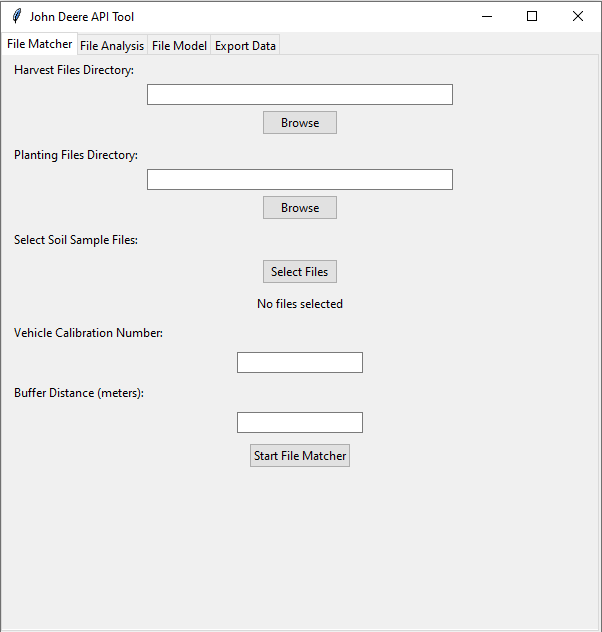 John Deere API Tool
File Matcher File Analysis File Model Export Data
Harvest Files Directory:
Browse
Planting Files Directory:
Browse
Select Soil Sample Files:
Select Files
No files selected
Vehicle Calibration Number:
Buffer Distance (meters):
Start File Matcher